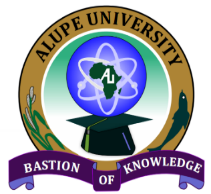 ALUPE UNIVERSITY
AU
BASTION OF KNOWLEDGE